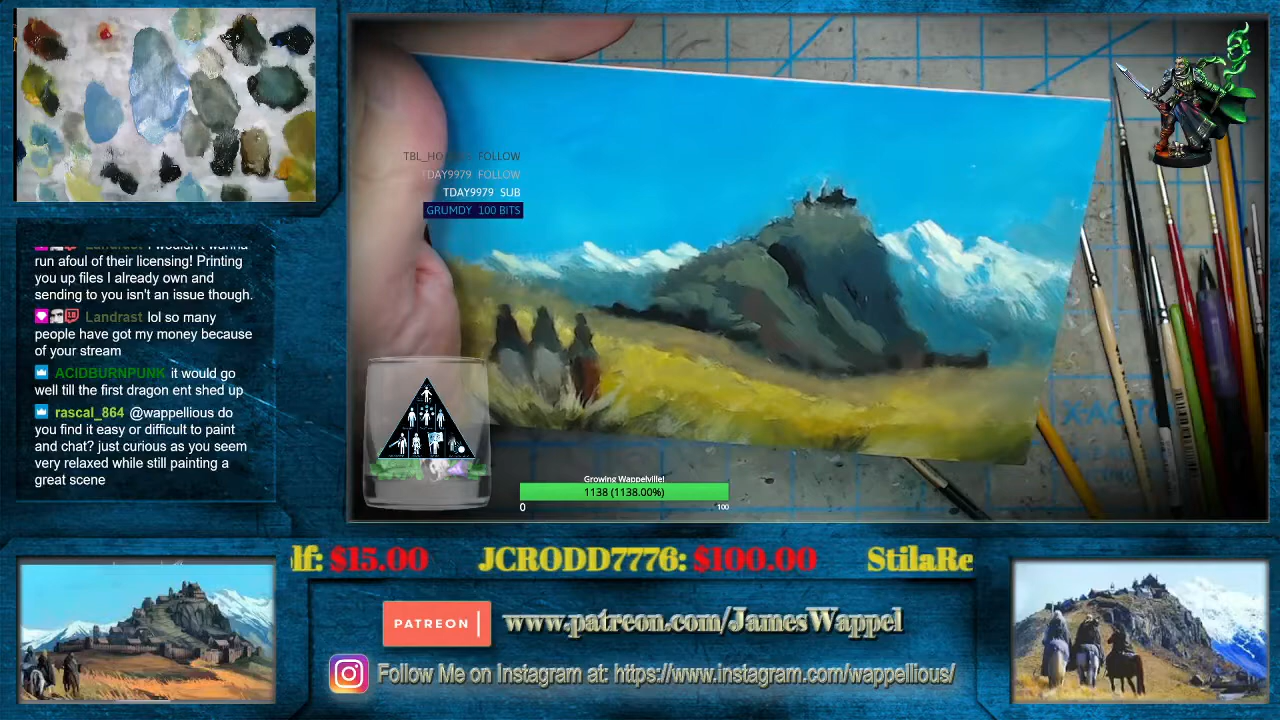 TDAY9979 FOLLOW
TDAY9979 SUB
GRUMDY 100 BITS
Landrast I wouldn't wanna
run afoul of their licensing! Printing
you up files I already own and
sending to you isn't an issue though.
Landrast lol so many
people have got my money because
of your stream
ACIDBURNPUNK it would go
well till the first dragon ent shed up
rascal_864 @wappellious do
you find it easy or difficult to paint
and chat? just curious as you seem
very relaxed while still painting a
great scene
X-ACTO
Growing Wappelville!
1138 (1138.00%)
0 100
lf: $15.00 JCRODD7776: $100.00 StilaRe
PATREON www.patreon.com/JamesWappel
Follow Me on Instagram at: https://www.instagram.com/wappellious/